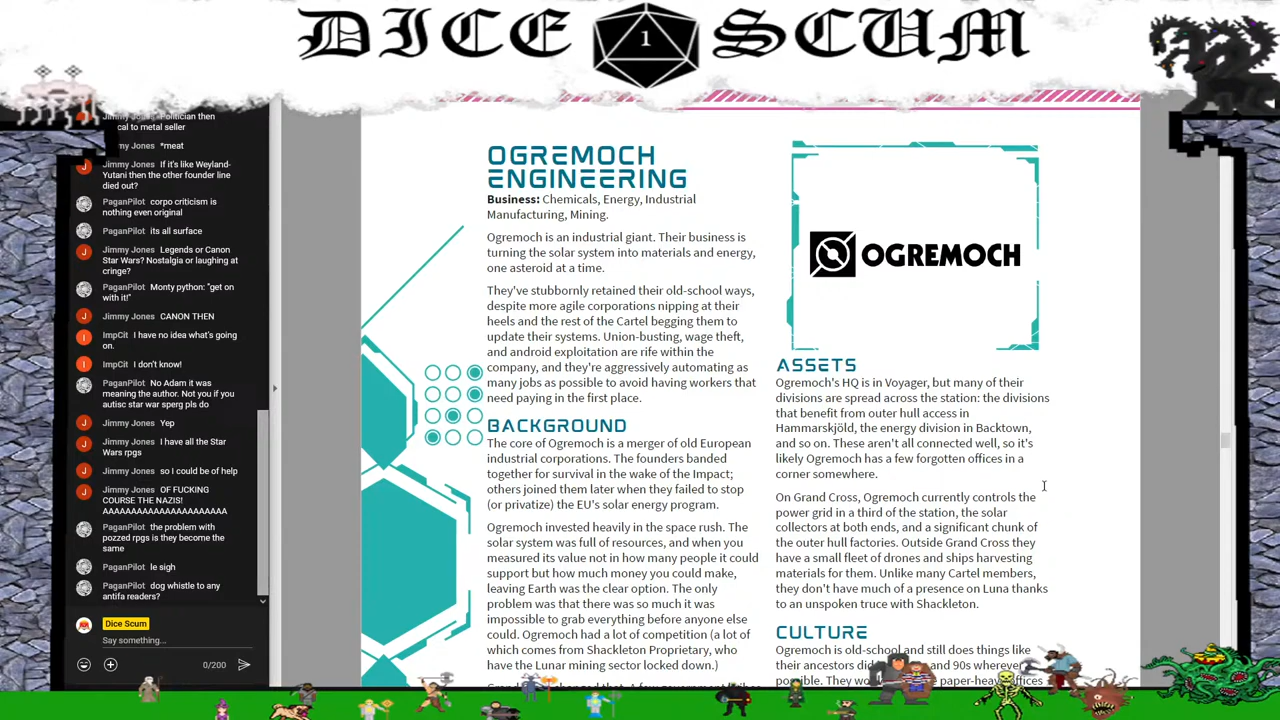 DICE SCUM
1
Jimmy Jones Politician then
cal to metal seller
Jimmy Jones *meat
Jimmy Jones If it's like Weyland-
Yutani then the other founder line
died out?
PaganPilot corpo criticism is
nothing even original
PaganPilot its all surface
Jimmy Jones Legends or Canon
Star Wars? Nostalgia or laughing at
cringe?
PaganPilot Monty python: "get on
with it!"
Jimmy Jones CANON THEN
ImpCit I have no idea what's going
on.
ImpCit I don't know!
PaganPilot No Adam it was
meaning the author. Not you if you
autisc star war sperg pls do
Jimmy Jones Yep
Jimmy Jones I have all the Star
Wars rpgs
Jimmy Jones so I could be of help
Jimmy Jones OF FUCKING
COURSE THE NAZIS!
AAAAAAAAAAAAAAAAAAAAAA
PaganPilot the problem with
pozzed rpgs is they become the
same
PaganPilot le sigh
PaganPilot dog whistle to any
antifa readers?
Dice Scum
Say something...
0/200
OGREMOCH
ENGINEERING
Business: Chemicals, Energy, Industrial
Manufacturing, Mining.
Ogremoch is an industrial giant. Their business is
turning the solar system into materials and energy,
one asteroid at a time.
They've stubbornly retained their old-school ways,
despite more agile corporations nipping at their
heels and the rest of the Cartel begging them to
update their systems. Union-busting, wage theft,
and android exploitation are rife within the
company, and they're aggressively automating as
many jobs as possible to avoid having workers that
need paying in the first place.
BACKGROUND
The core of Ogremoch is a merger of old European
industrial corporations. The founders banded
together for survival in the wake of the Impact;
others joined them later when they failed to stop
(or privatize) the EU's solar energy program.
Ogremoch invested heavily in the space rush. The
solar system was full of resources, and when you
measured its value not in how many people it could
support but how much money you could make,
leaving Earth was the clear option. The only
problem was that there was so much it was
impossible to grab everything before anyone else
could. Ogremoch had a lot of competition (a lot of
which comes from Shackleton Proprietary, who
have the Lunar mining sector locked down.)
OGREMOCH
ASSETS
Ogremoch's HQ is in Voyager, but many of their
divisions are spread across the station: the divisions
that benefit from outer hull access in
Hammarskjöld, the energy division in Backtown,
and so on. These aren't all connected well, so it's
likely Ogremoch has a few forgotten offices in a
corner somewhere.
On Grand Cross, Ogremoch currently controls the
power grid in a third of the station, the solar
collectors at both ends, and a significant chunk of
the outer hull factories. Outside Grand Cross they
have a small fleet of drones and ships harvesting
materials for them. Unlike many Cartel members,
they don't have much of a presence on Luna thanks
to an unspoken truce with Shackleton.
CULTURE
Ogremoch is old-school and still does things like
their ancestors did and 90s wherever
possible. They wo paper-heavy offices